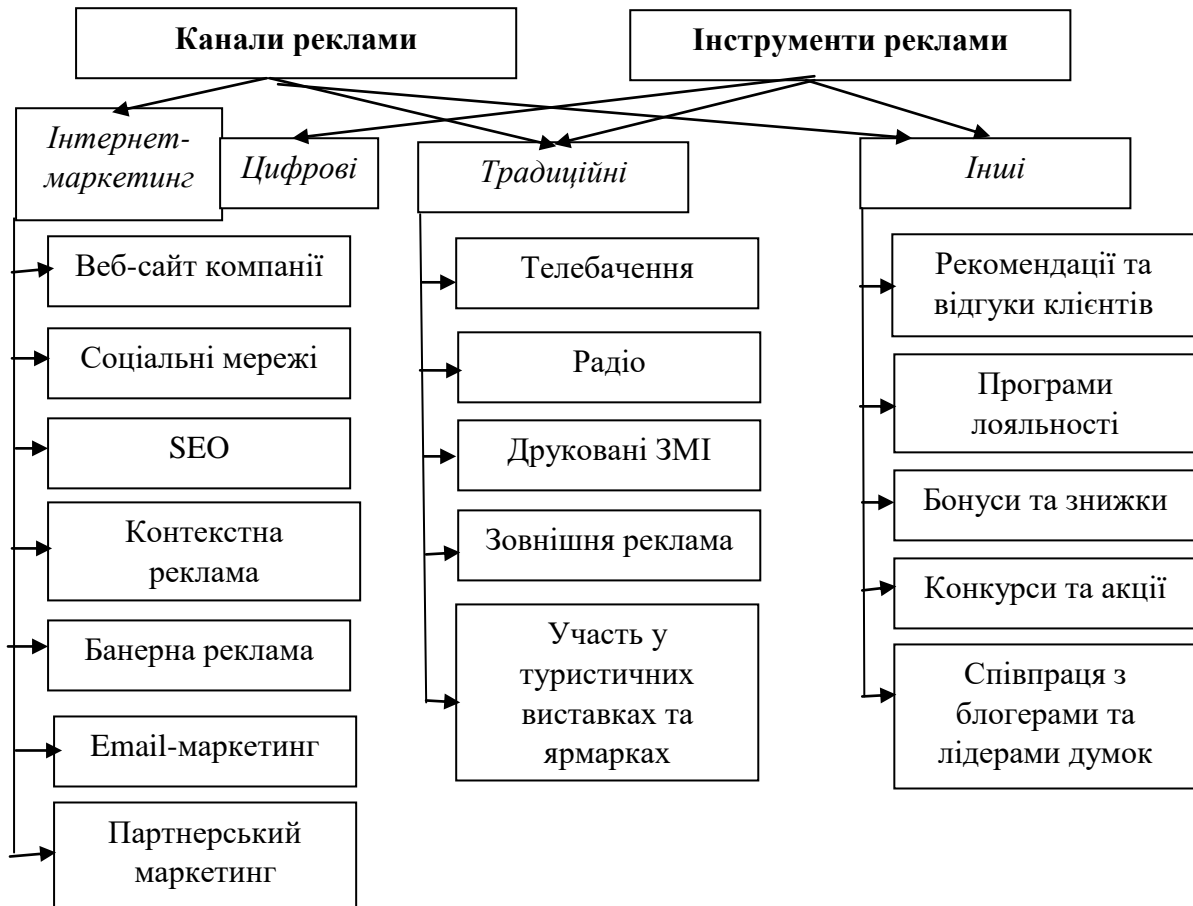 Канали реклами
Інструменти реклами
Інтернет-
маркетинг
Цифрові
Традиційні
Інші
Веб-сайт компанії
Соціальні мережі
SEO
Контекстна
реклама
Банерна реклама
Email-маркетинг
Партнерський
маркетинг
Телебачення
Радіо
Друковані ЗМІ
Зовнішня реклама
Участь у
туристичних
виставках та
ярмарках
Рекомендації та
відгуки клієнтів
Програми
лояльності
Бонуси та знижки
Конкурси та акції
Співпраця з
блогерами та
лідерами думок